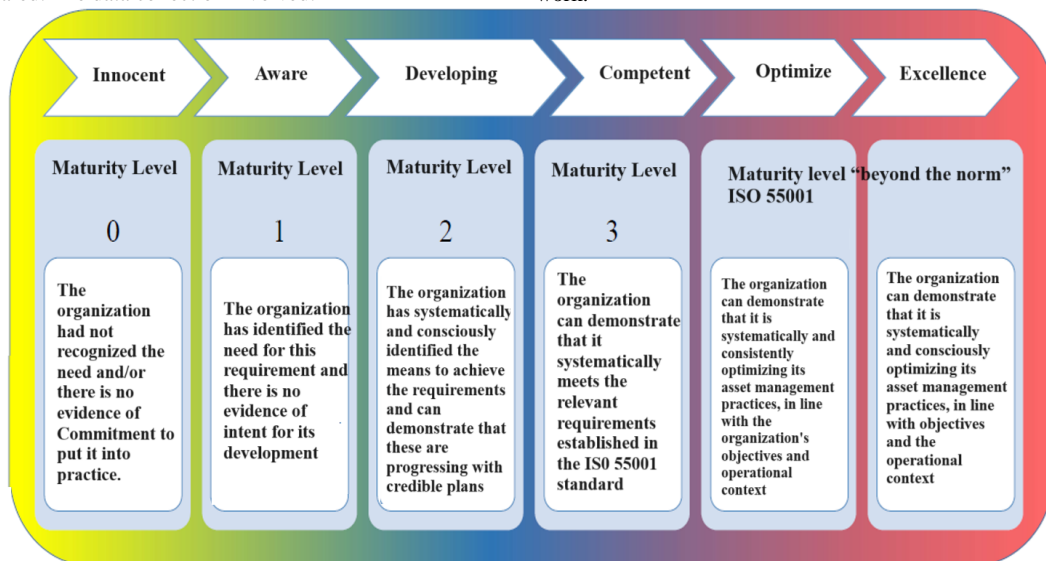 Innocent
Aware
Developing
Competent
Optimize
Excellence
Maturity Level
0
The
organization
had not
recognized the
need and/or
there is no
evidence of
Commitment to
put it into
practice.
Maturity Level
1
The organization
has identified the
need for this
requirement and
there is no
evidence of
intent for its
development
Maturity Level
2
The organization
has systematically
and consciously
identified the
means to achieve
the requirements
and can
demonstrate that
these are
progressing with
credible plans
Maturity Level
3
The
organization
can demonstrate
that it
systematically
meets the
relevant
requirements
established in
the IS0 55001
standard
Maturity level “beyond the norm”
ISO 55001
The organization
can demonstrate
that it is
systematically and
consistently
optimizing its
asset management
practices, in line
with the
organization's
objectives and
operational
context
The organization
can demonstrate
that it is
systematically
and consciously
optimizing its
asset management
practices, in line
with objectives
and the
operational
context